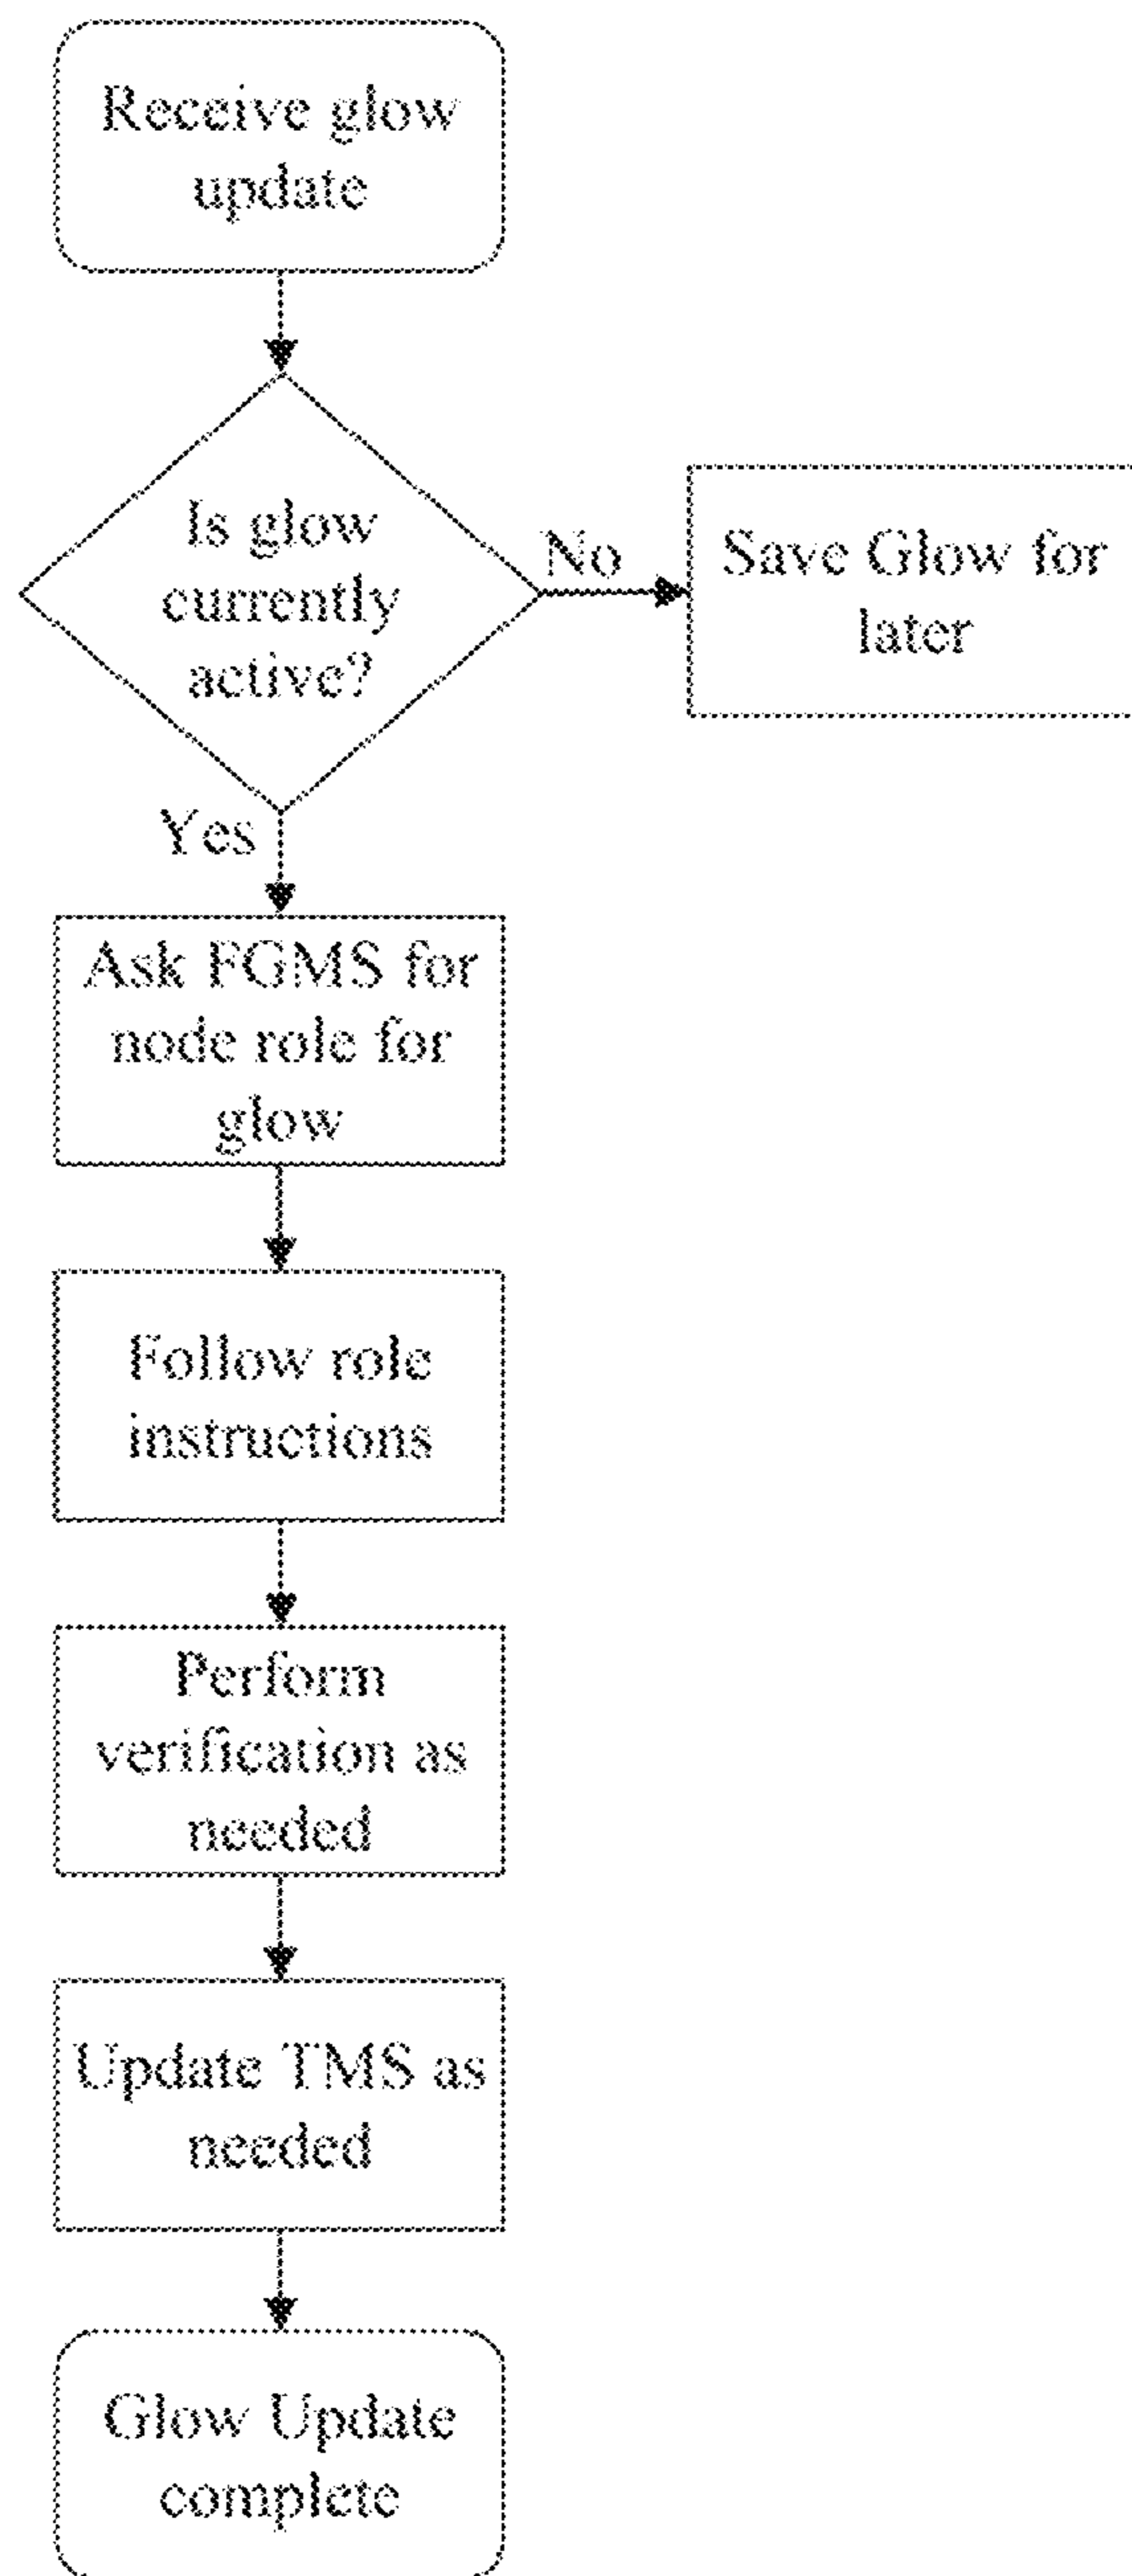 Receive glow
update
Is glow
currently
active?
No
Save Glow for
later
Yes
Ask FGMS for
node role for
glow
Follow role
instructions
Perform
verification as
needed
Update TMS as
needed
Glow Update
complete